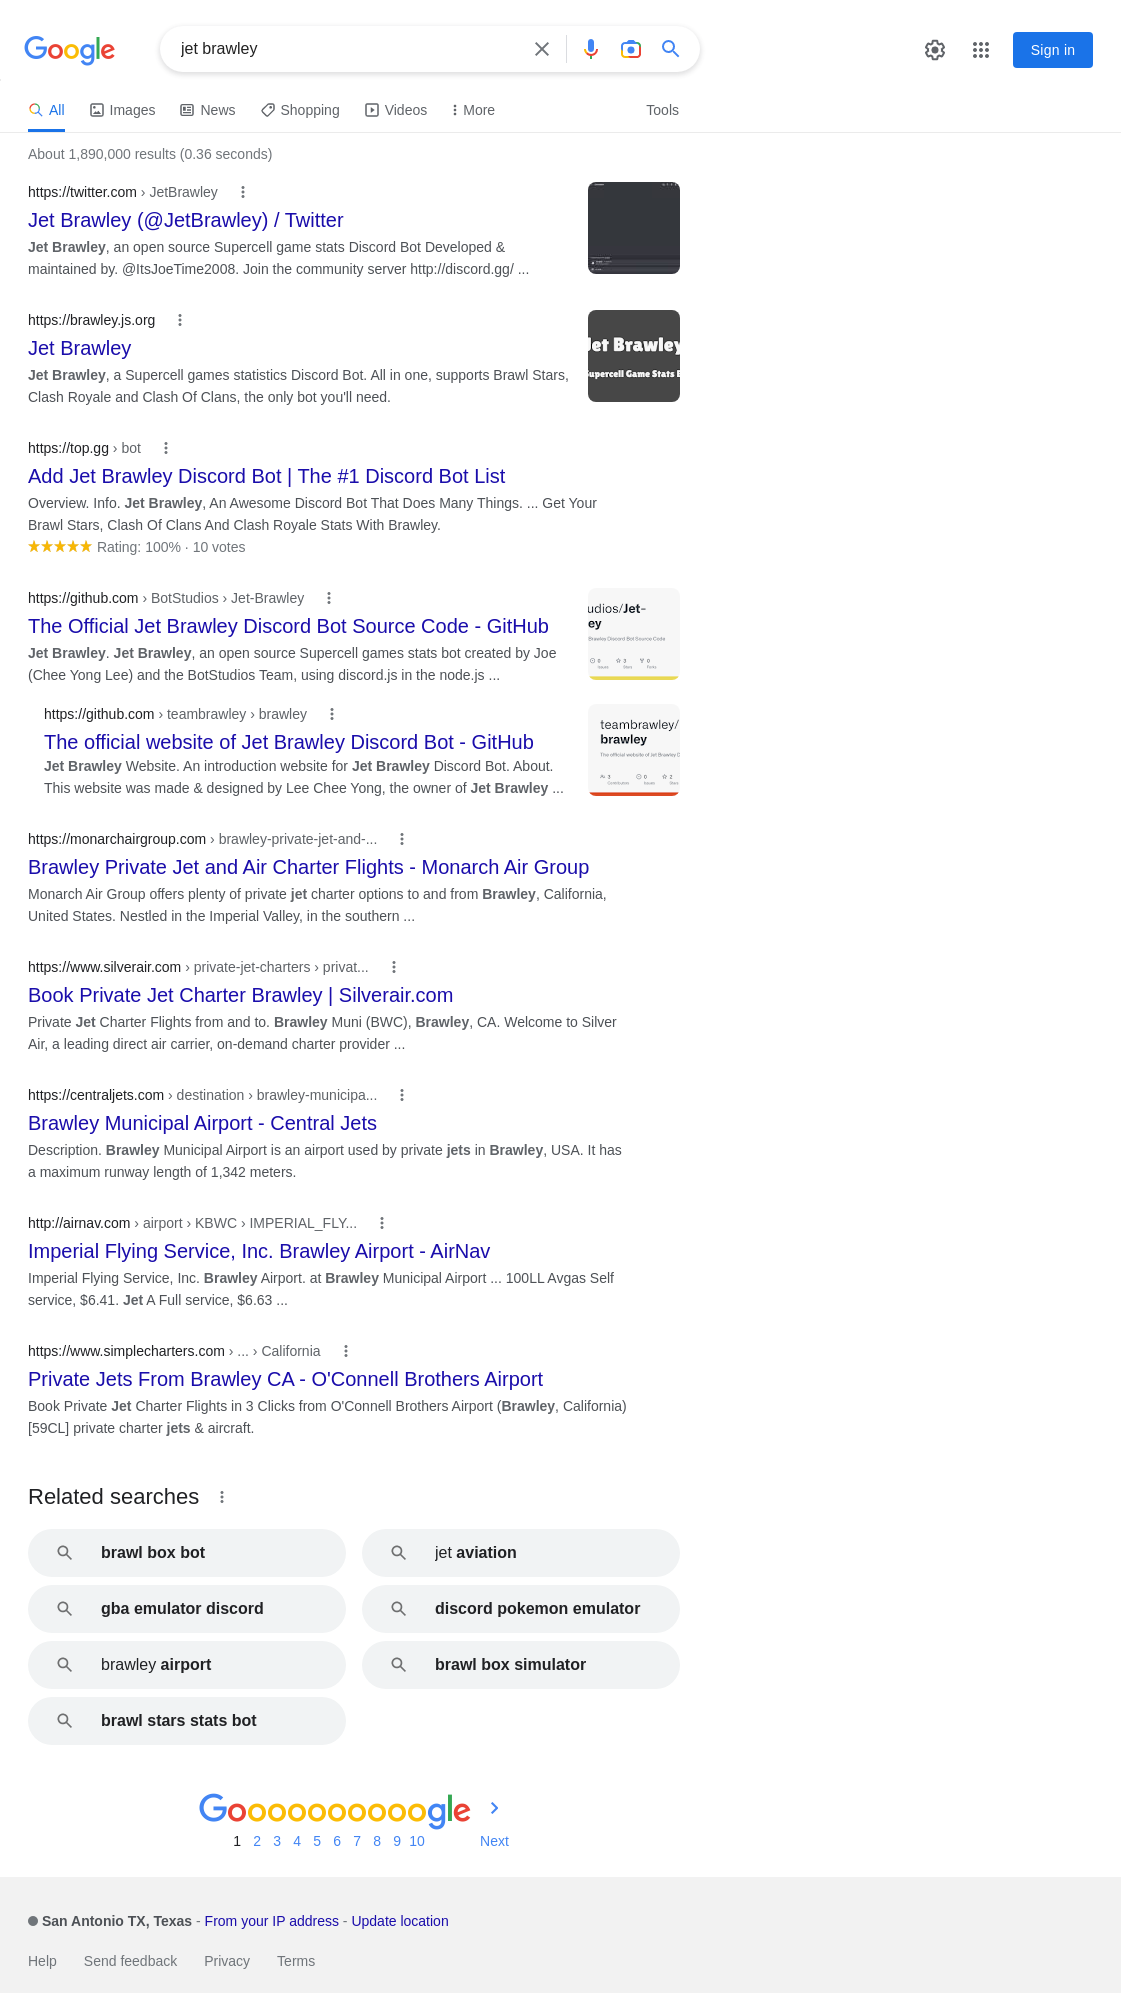 Google
jet brawley
Sign in
All
Images
News
Shopping
Videos
More
Tools
About 1,890,000 results (0.36 seconds)
https://twitter.com › JetBrawley
Jet Brawley (@JetBrawley) / Twitter
Jet Brawley, an open source Supercell game stats Discord Bot Developed &
maintained by. @ItsJoeTime2008. Join the community server http://discord.gg/ ...
https://brawley.js.org
Jet Brawley
Jet Brawley, a Supercell games statistics Discord Bot. All in one, supports Brawl Stars,
Clash Royale and Clash Of Clans, the only bot you'll need.
Jet Brawley
Supercell Game Stats B
https://top.gg › bot
Add Jet Brawley Discord Bot | The #1 Discord Bot List
Overview. Info. Jet Brawley, An Awesome Discord Bot That Does Many Things. ... Get Your
Brawl Stars, Clash Of Clans And Clash Royale Stats With Brawley.
Rating: 100% · 10 votes
https://github.com › BotStudios › Jet-Brawley
The Official Jet Brawley Discord Bot Source Code - GitHub
Jet Brawley. Jet Brawley, an open source Supercell games stats bot created by Joe
(Chee Yong Lee) and the BotStudios Team, using discord.js in the node.js ...
udios/Jet-
ey
Brawley Discord Bot Source Code
0 3 0
Issues Stars Forks
https://github.com › teambrawley › brawley
The official website of Jet Brawley Discord Bot - GitHub
Jet Brawley Website. An introduction website for Jet Brawley Discord Bot. About.
This website was made & designed by Lee Chee Yong, the owner of Jet Brawley ...
teambrawley/
brawley
The official website of Jet Brawley D
3 0 2
Contributors Issues Stars
https://monarchairgroup.com › brawley-private-jet-and-...
Brawley Private Jet and Air Charter Flights - Monarch Air Group
Monarch Air Group offers plenty of private jet charter options to and from Brawley, California,
United States. Nestled in the Imperial Valley, in the southern ...
https://www.silverair.com › private-jet-charters › privat...
Book Private Jet Charter Brawley | Silverair.com
Private Jet Charter Flights from and to. Brawley Muni (BWC), Brawley, CA. Welcome to Silver
Air, a leading direct air carrier, on-demand charter provider ...
https://centraljets.com › destination › brawley-municipa...
Brawley Municipal Airport - Central Jets
Description. Brawley Municipal Airport is an airport used by private jets in Brawley, USA. It has
a maximum runway length of 1,342 meters.
http://airnav.com › airport › KBWC › IMPERIAL_FLY...
Imperial Flying Service, Inc. Brawley Airport - AirNav
Imperial Flying Service, Inc. Brawley Airport. at Brawley Municipal Airport ... 100LL Avgas Self
service, $6.41. Jet A Full service, $6.63 ...
https://www.simplecharters.com › ... › California
Private Jets From Brawley CA - O'Connell Brothers Airport
Book Private Jet Charter Flights in 3 Clicks from O'Connell Brothers Airport (Brawley, California)
[59CL] private charter jets & aircraft.
Related searches
brawl box bot
jet aviation
gba emulator discord
discord pokemon emulator
brawley airport
brawl box simulator
brawl stars stats bot
Goooooooooogle
1 2 3 4 5 6 7 8 9 10 Next
San Antonio TX, Texas - From your IP address - Update location
Help Send feedback Privacy Terms